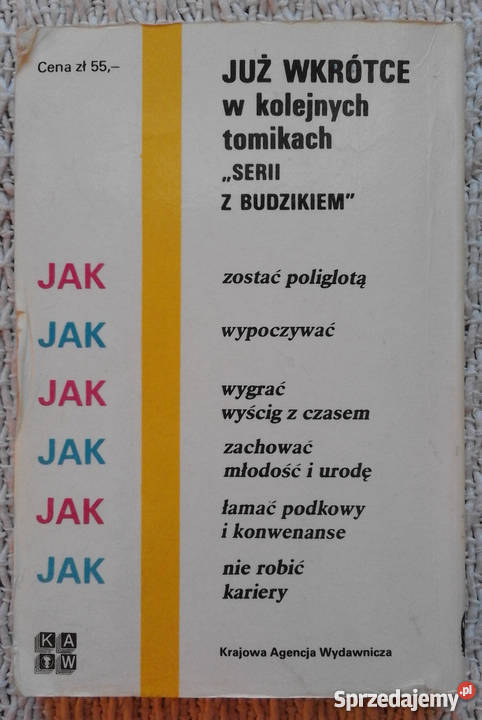 Cena zł 55,—
JUŻ WKRÓTCE
w kolejnych
tomikach
„SERII
Z BUDZIKIEM”
JAK zostać poliglotą
JAK wypoczywać
JAK wygrać
wyścig z czasem
JAK zachować
młodość i urodę
JAK łamać podkowy
i konwenanse
JAK nie robić
kariery
KAW
Krajowa Agencja Wydawnicza
Sprzedajemy.pl